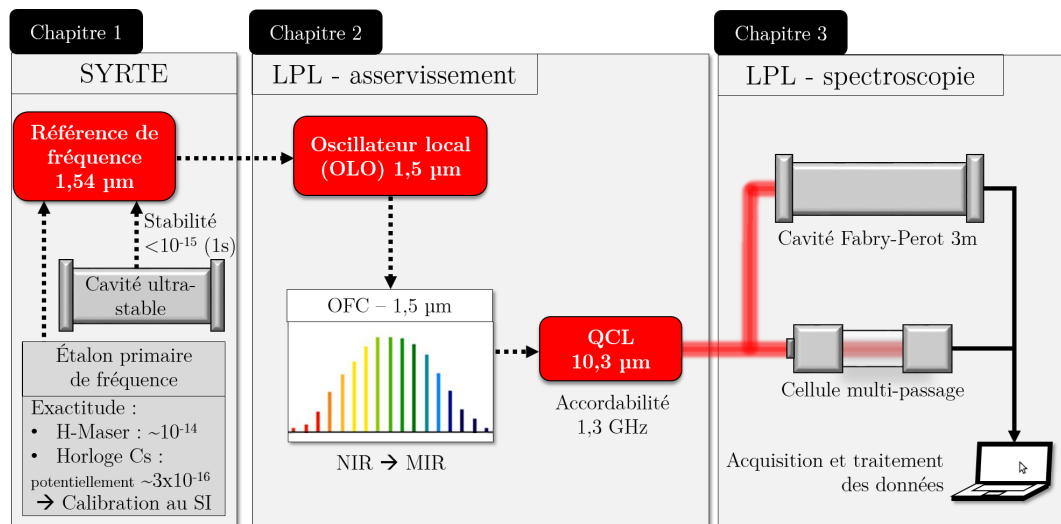 Chapitre 1
SYRTE
Référence de
fréquence
1,54 µm
Stabilité
<10⁻¹⁵ (1s)
Cavité ultra-
stable
Étalon primaire
de fréquence
Exactitude :
• H-Maser : ~10⁻¹⁴
• Horloge Cs :
potentiellement ~3x10⁻¹⁶
→ Calibration au SI
Chapitre 2
LPL - asservissement
Oscillateur local
(OLO) 1,5 µm
OFC – 1,5 µm
NIR → MIR
QCL
10,3 µm
Accordabilité
1,3 GHz
Chapitre 3
LPL - spectroscopie
Cavité Fabry-Perot 3m
Cellule multi-passage
Acquisition et traitement
des données